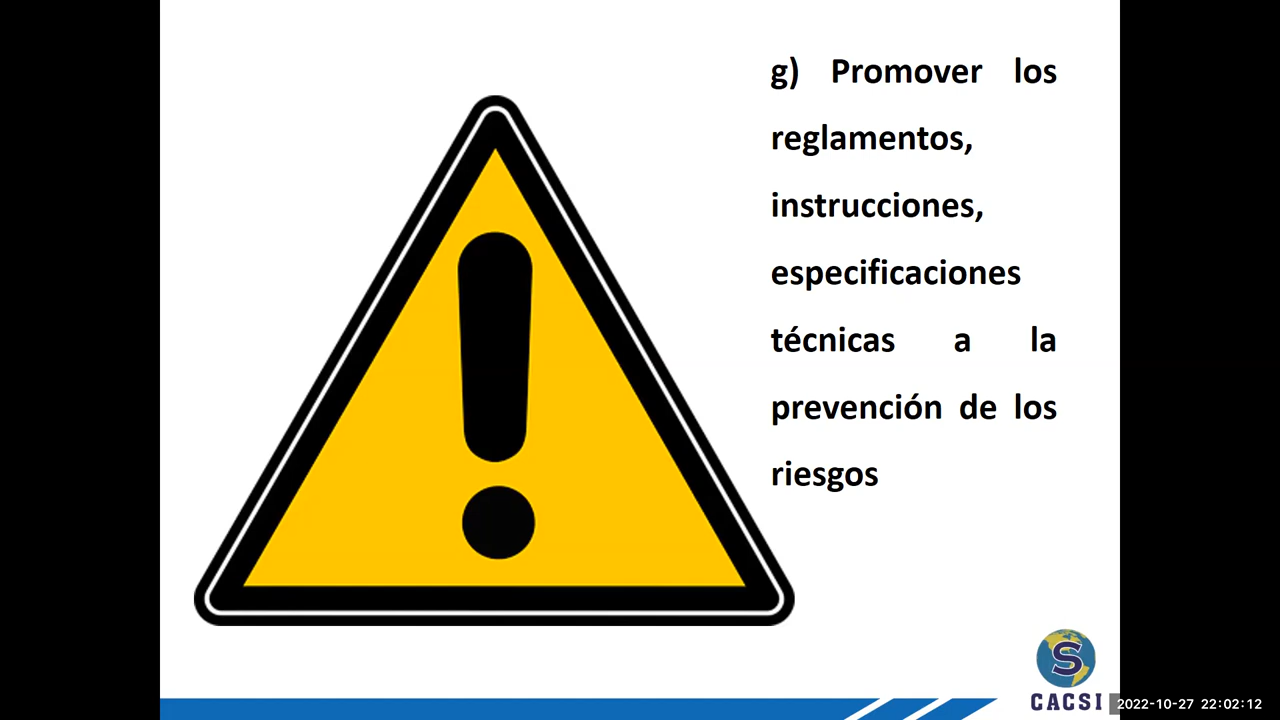 g) Promover los
reglamentos,
instrucciones,
especificaciones
técnicas a la
prevención de los
riesgos
S
CACSI
2022-10-27 22:02:12